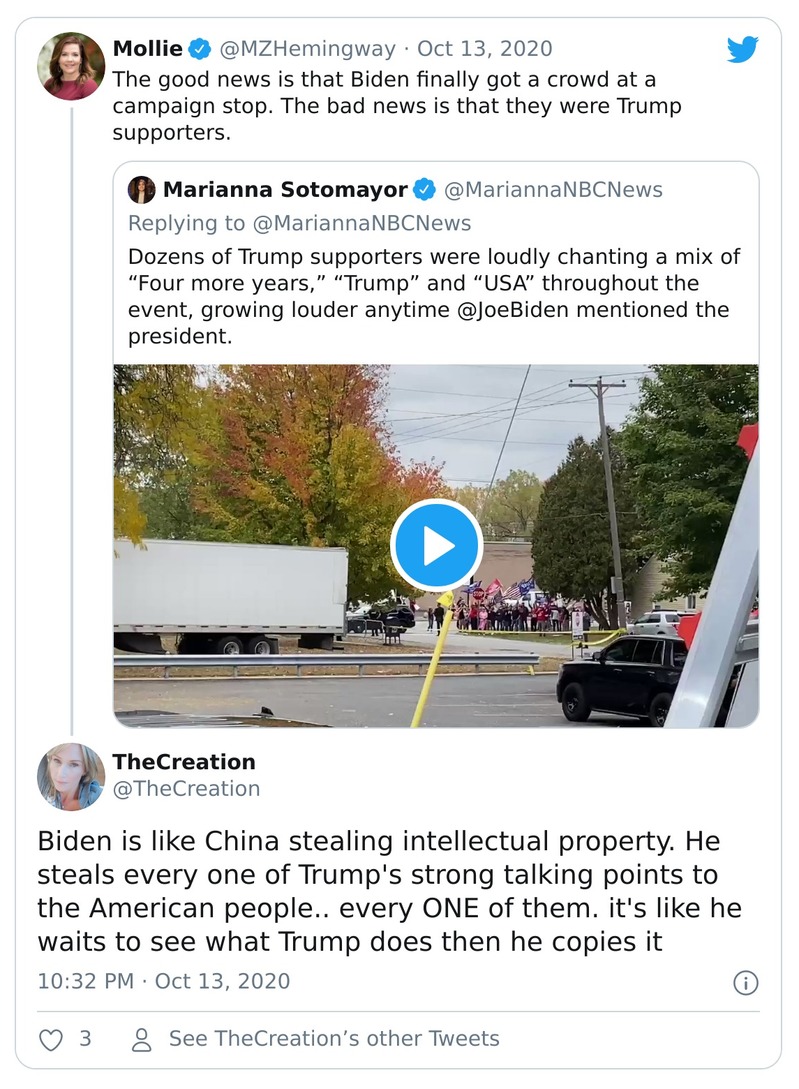 Mollie @MZHemingway · Oct 13, 2020
The good news is that Biden finally got a crowd at a
campaign stop. The bad news is that they were Trump
supporters.
Marianna Sotomayor @MariannaNBCNews
Replying to @MariannaNBCNews
Dozens of Trump supporters were loudly chanting a mix of
“Four more years,” “Trump” and “USA” throughout the
event, growing louder anytime @JoeBiden mentioned the
president.
TheCreation
@TheCreation
Biden is like China stealing intellectual property. He
steals every one of Trump's strong talking points to
the American people.. every ONE of them. it's like he
waits to see what Trump does then he copies it
10:32 PM · Oct 13, 2020
3 See TheCreation’s other Tweets